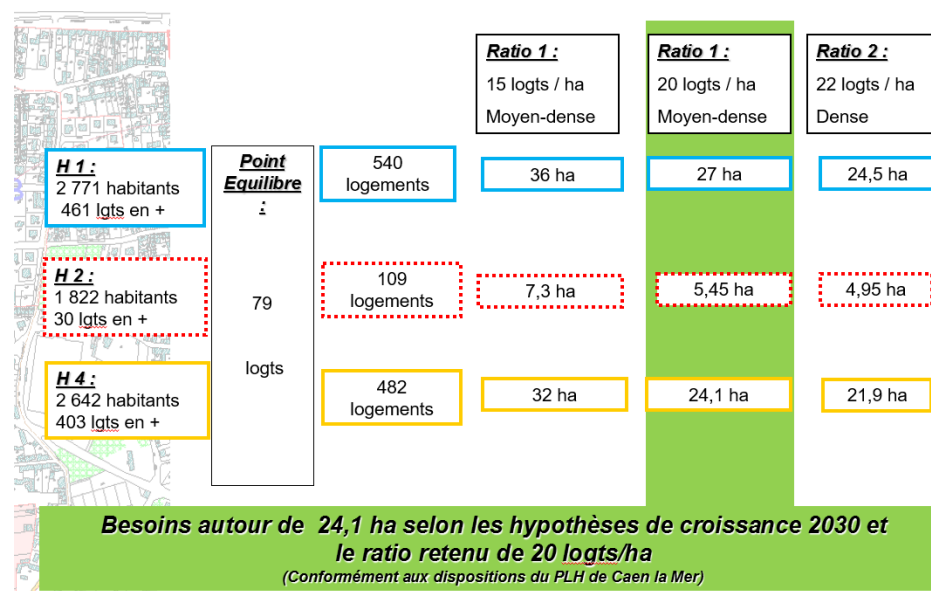 Ratio 1 :
15 logts / ha
Moyen-dense
Ratio 1 :
20 logts / ha
Moyen-dense
Ratio 2 :
22 logts / ha
Dense
H 1 :
2 771 habitants
461 lgts en +
Point
Equilibre
:
79
logts
540
logements
36 ha
27 ha
24,5 ha
H 2 :
1 822 habitants
30 lgts en +
109
logements
7,3 ha
5,45 ha
4,95 ha
H 4 :
2 642 habitants
403 lgts en +
482
logements
32 ha
24,1 ha
21,9 ha
Besoins autour de 24,1 ha selon les hypothèses de croissance 2030 et
le ratio retenu de 20 logts/ha
(Conformément aux dispositions du PLH de Caen la Mer)